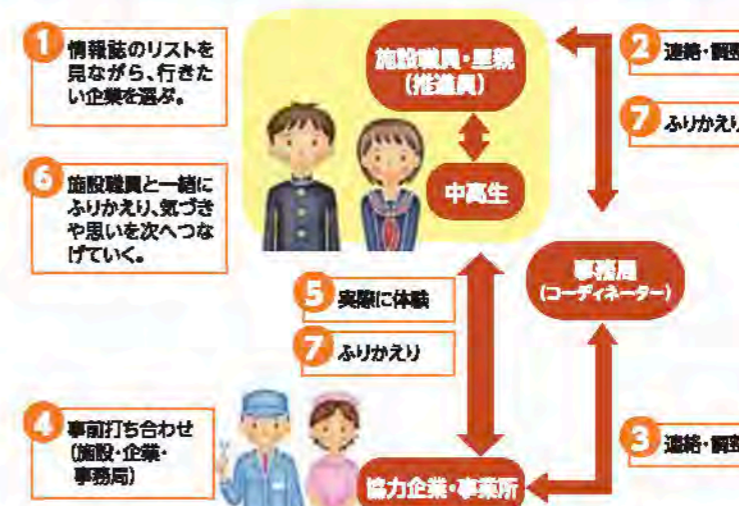 1 情報誌のリストを
見ながら、行きた
い企業を選ぶ。
施設職員・里親
(推進員)
2 連絡・調整
7 ふりかえり
中高生
6 施設職員と一緒に
ふりかえり、気づき
や思いを次へつな
げていく。
事務局
(コーディネーター)
5 実際に体験
7 ふりかえり
4 事前打ち合わせ
(施設・企業・
事務局)
3 連絡・調整
協力企業・事業所